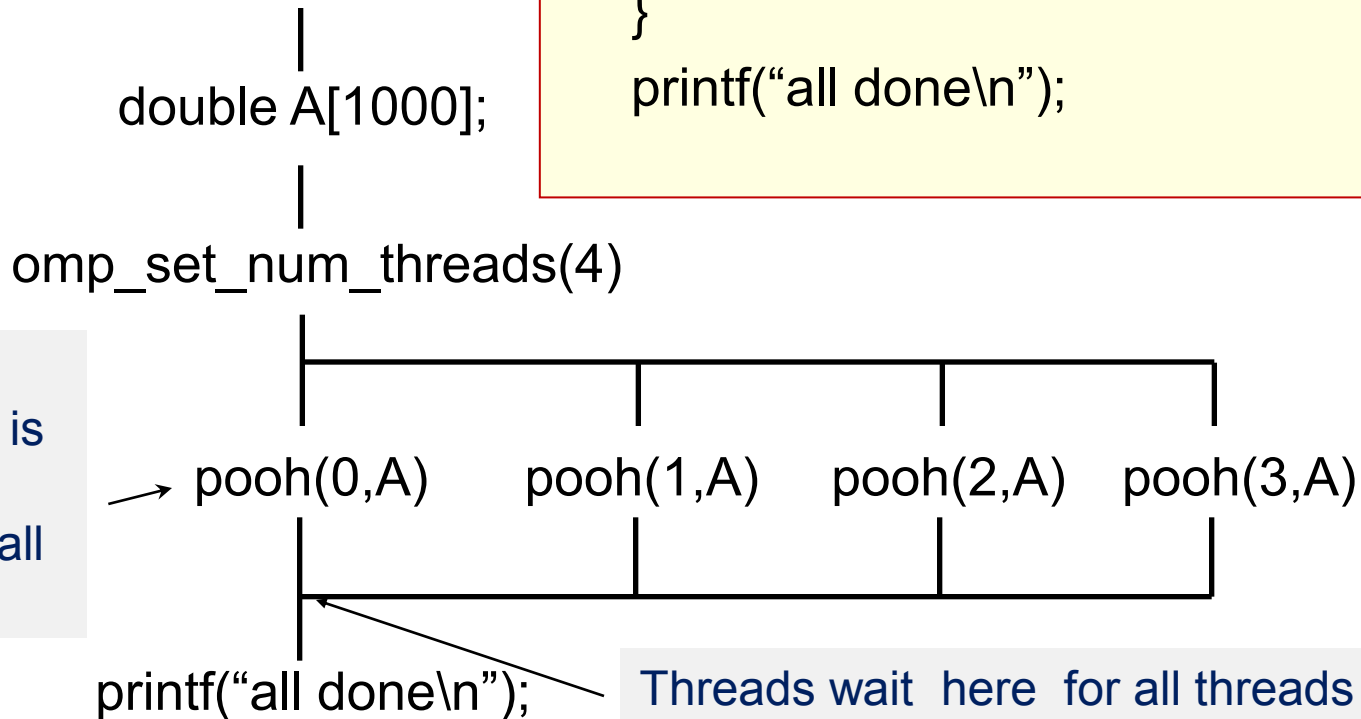 }
printf(“all done\n”);
double A[1000];
omp_set_num_threads(4)
is
all
pooh(0,A) pooh(1,A) pooh(2,A) pooh(3,A)
printf(“all done\n”);
Threads wait here for all threads